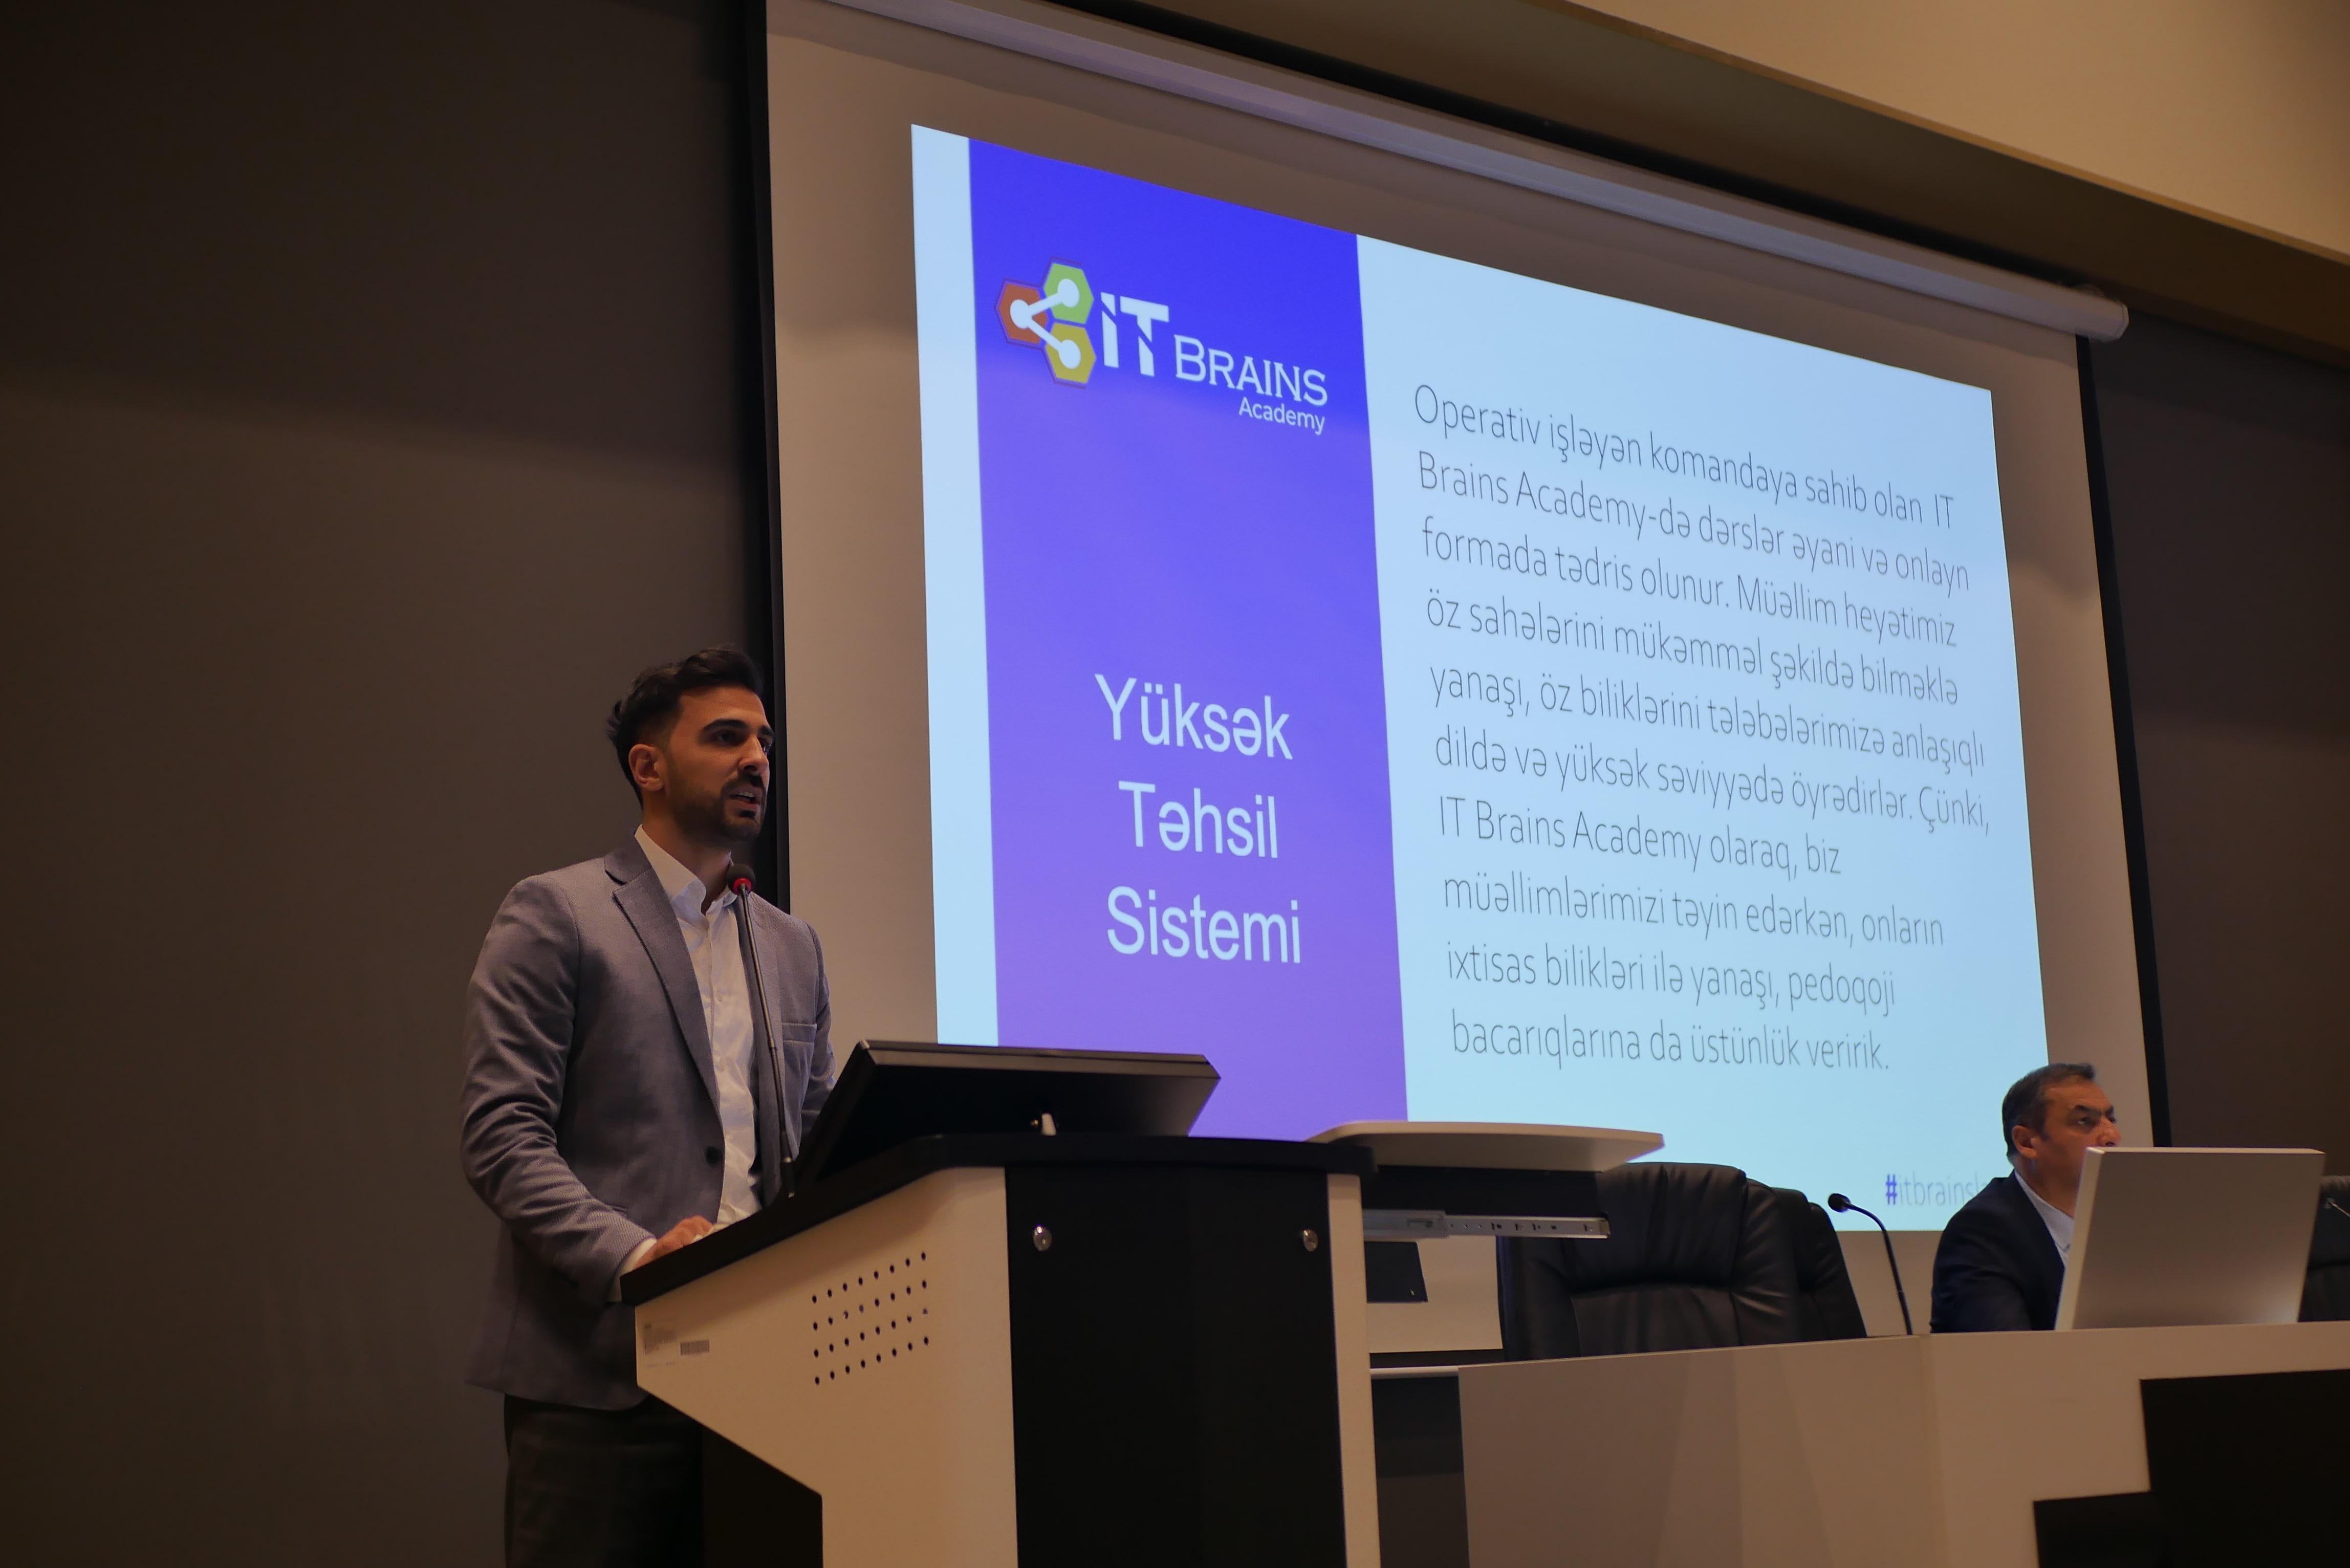 iT BRAINS
Academy
Yüksək
Təhsil
Sistemi
Operativ işləyən komandaya sahib olan IT
Brains Academy-də dərslər əyani və onlayn
formada tədris olunur. Müəllim heyətimiz
öz sahələrini mükəmməl şəkildə bilməklə
yanaşı, öz biliklərini tələbələrimizə anlaşıqlı
dildə və yüksək səviyyədə öyrədirlər. Çünki,
IT Brains Academy olaraq, biz
müəllimlərimizi təyin edərkən, onların
ixtisas bilikləri ilə yanaşı, pedoqoji
bacarıqlarına da üstünlük veririk.